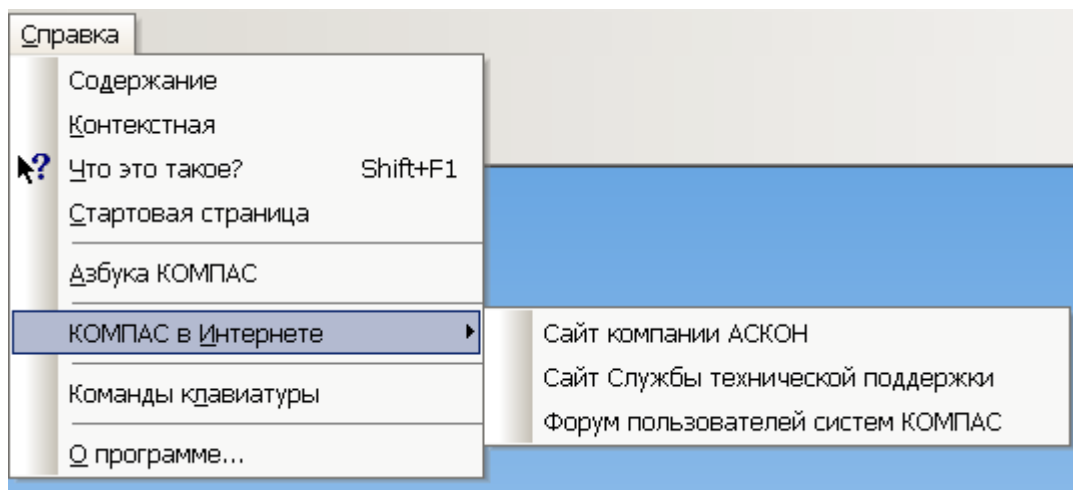 Справка
Содержание
Контекстная
Что это такое? Shift+F1
Стартовая страница
Азбука КОМПАС
КОМПАС в Интернете
Сайт компании АСКОН
Сайт Службы технической поддержки
Форум пользователей систем КОМПАС
Команды клавиатуры
О программе...